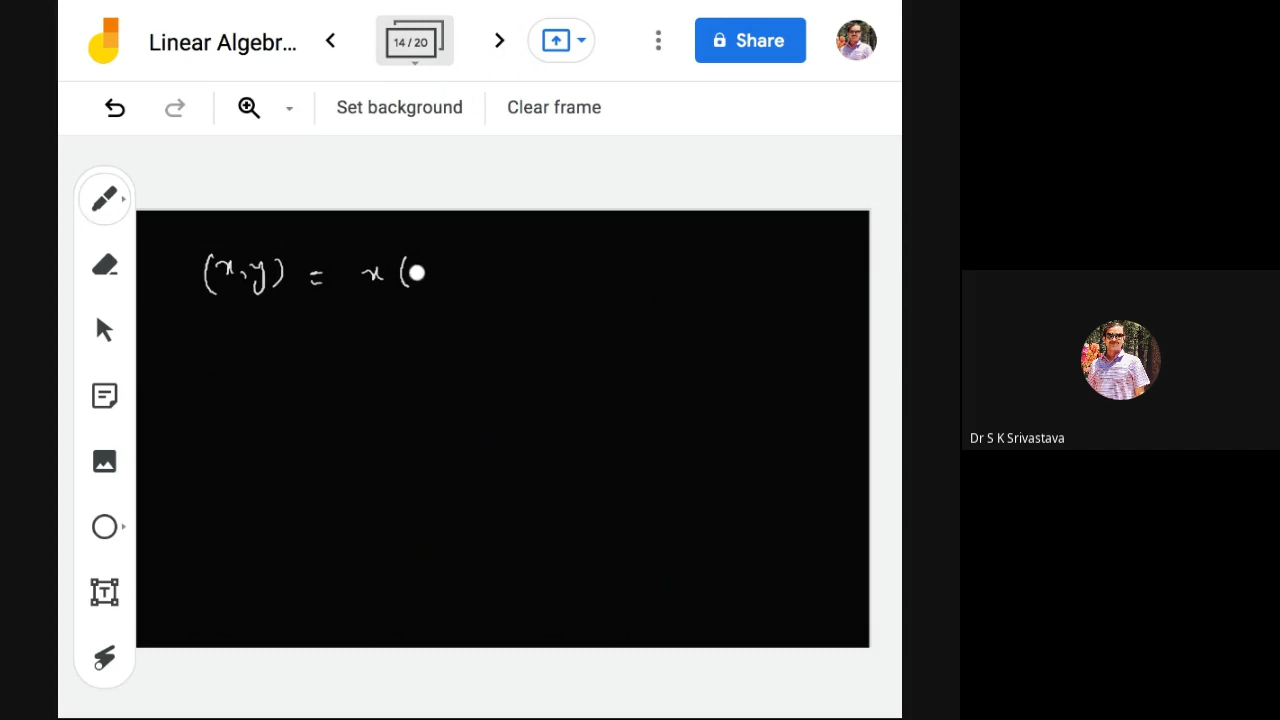 Linear Algebr...
14 / 20
Share
Set background
Clear frame
(x,y) = x (
T
Dr S K Srivastava